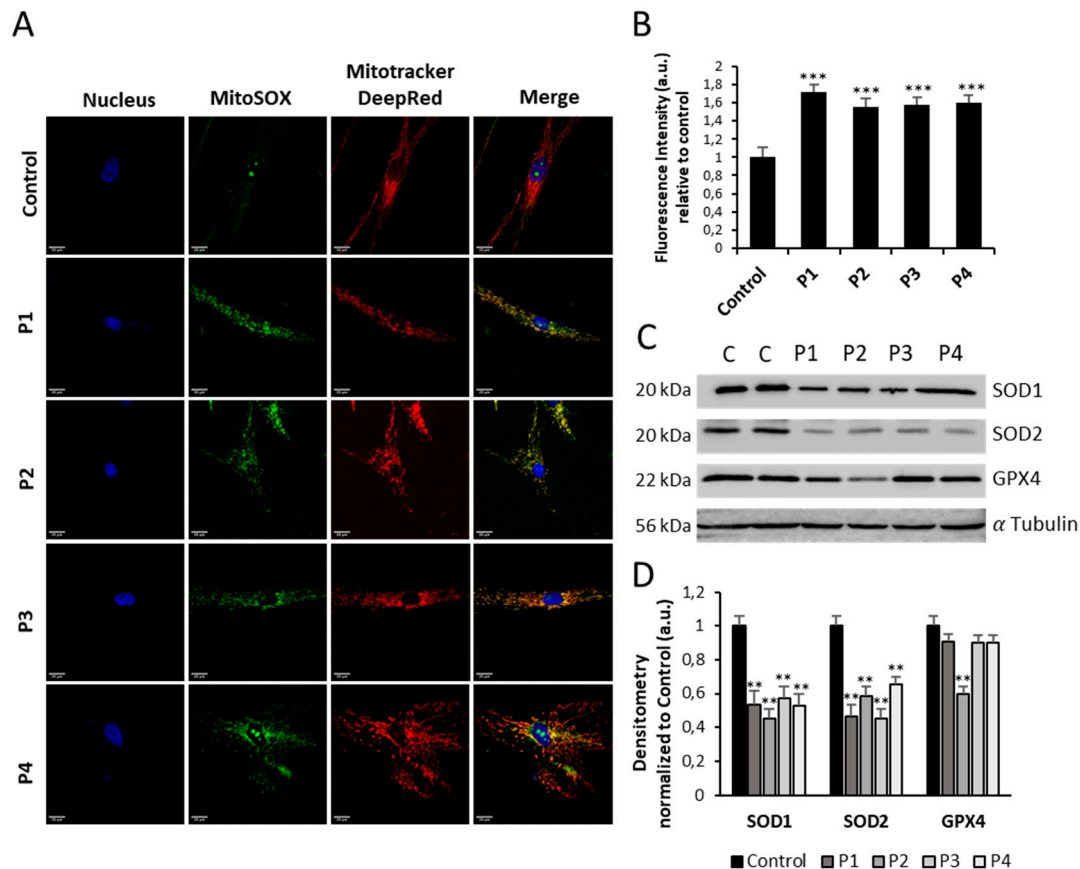 A
Nucleus
MitoSOX
Mitotracker
DeepRed
Merge
Control
P1
P2
P3
P4
B
Fluorescence Intensity (a.u.)
relative to control
2
1,8
1,6
1,4
1,2
1
0,8
0,6
0,4
0,2
0
***
***
***
***
Control
P1
P2
P3
P4
C
C C P1 P2 P3 P4
20 kDa SOD1
20 kDa SOD2
22 kDa GPX4
56 kDa α Tubulin
D
Densitometry
normalized to Control (a.u.)
1,2
1
0,8
0,6
0,4
0,2
0
** ** ** **
** ** ** **
**
SOD1 SOD2 GPX4
Control P1 P2 P3 P4